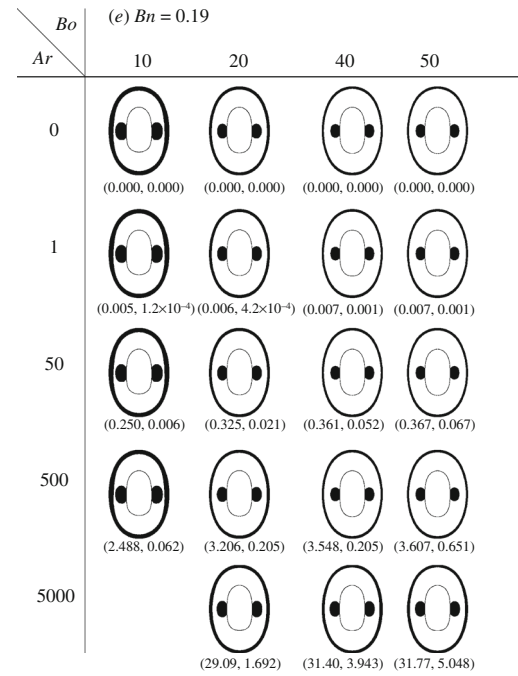 Bo
(e) Bn = 0.19
Ar
10 20 40 50
0
(0.000, 0.000) (0.000, 0.000) (0.000, 0.000) (0.000, 0.000)
1
(0.005, 1.2×10⁻⁴) (0.006, 4.2×10⁻⁴) (0.007, 0.001) (0.007, 0.001)
50
(0.250, 0.006) (0.325, 0.021) (0.361, 0.052) (0.367, 0.067)
500
(2.488, 0.062) (3.206, 0.205) (3.548, 0.205) (3.607, 0.651)
5000
(29.09, 1.692) (31.40, 3.943) (31.77, 5.048)